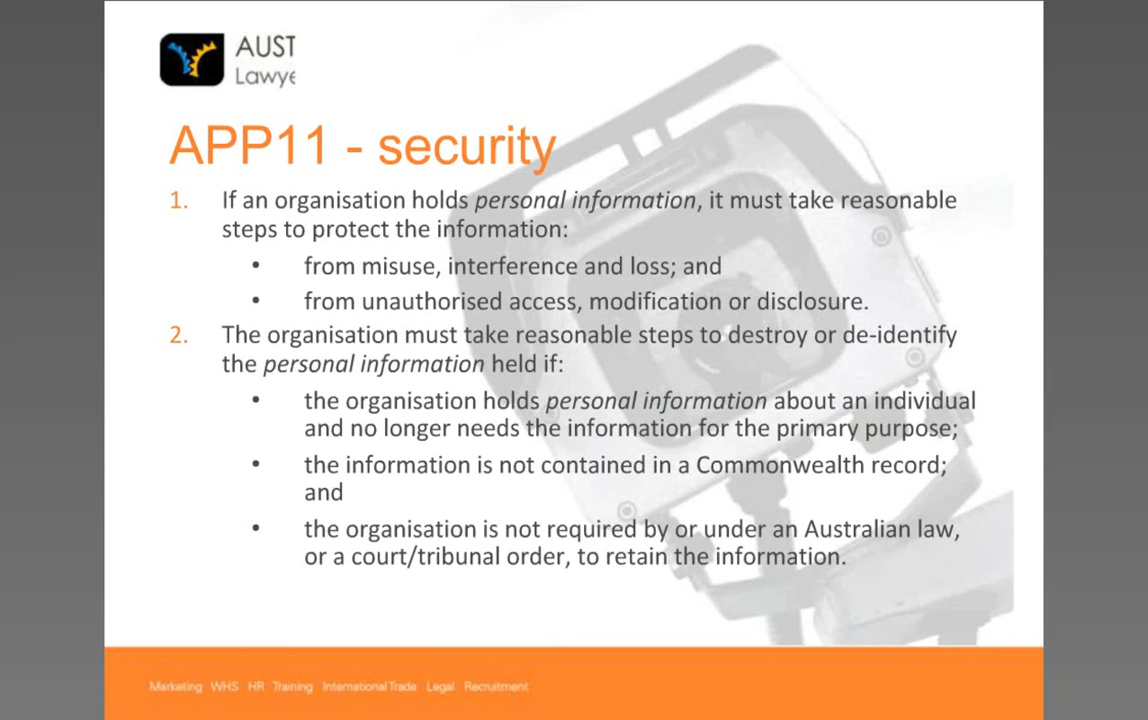 AUST
Lawye
APP11 - security
1. If an organisation holds personal information, it must take reasonable
steps to protect the information:
• from misuse, interference and loss; and
• from unauthorised access, modification or disclosure.
2. The organisation must take reasonable steps to destroy or de-identify
the personal information held if:
• the organisation holds personal information about an individual
and no longer needs the information for the primary purpose;
• the information is not contained in a Commonwealth record;
and
• the organisation is not required by or under an Australian law,
or a court/tribunal order, to retain the information.
Marketing WHS HR Training International Trade Legal Recruitment